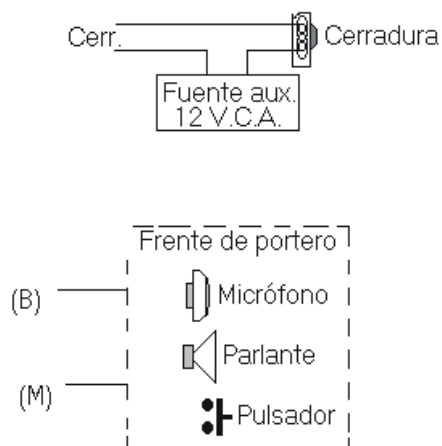 Cerr.
Cerradura
Fuente aux.
12 V.C.A.
Frente de portero
(B)
Micrófono
Parlante
(M)
Pulsador